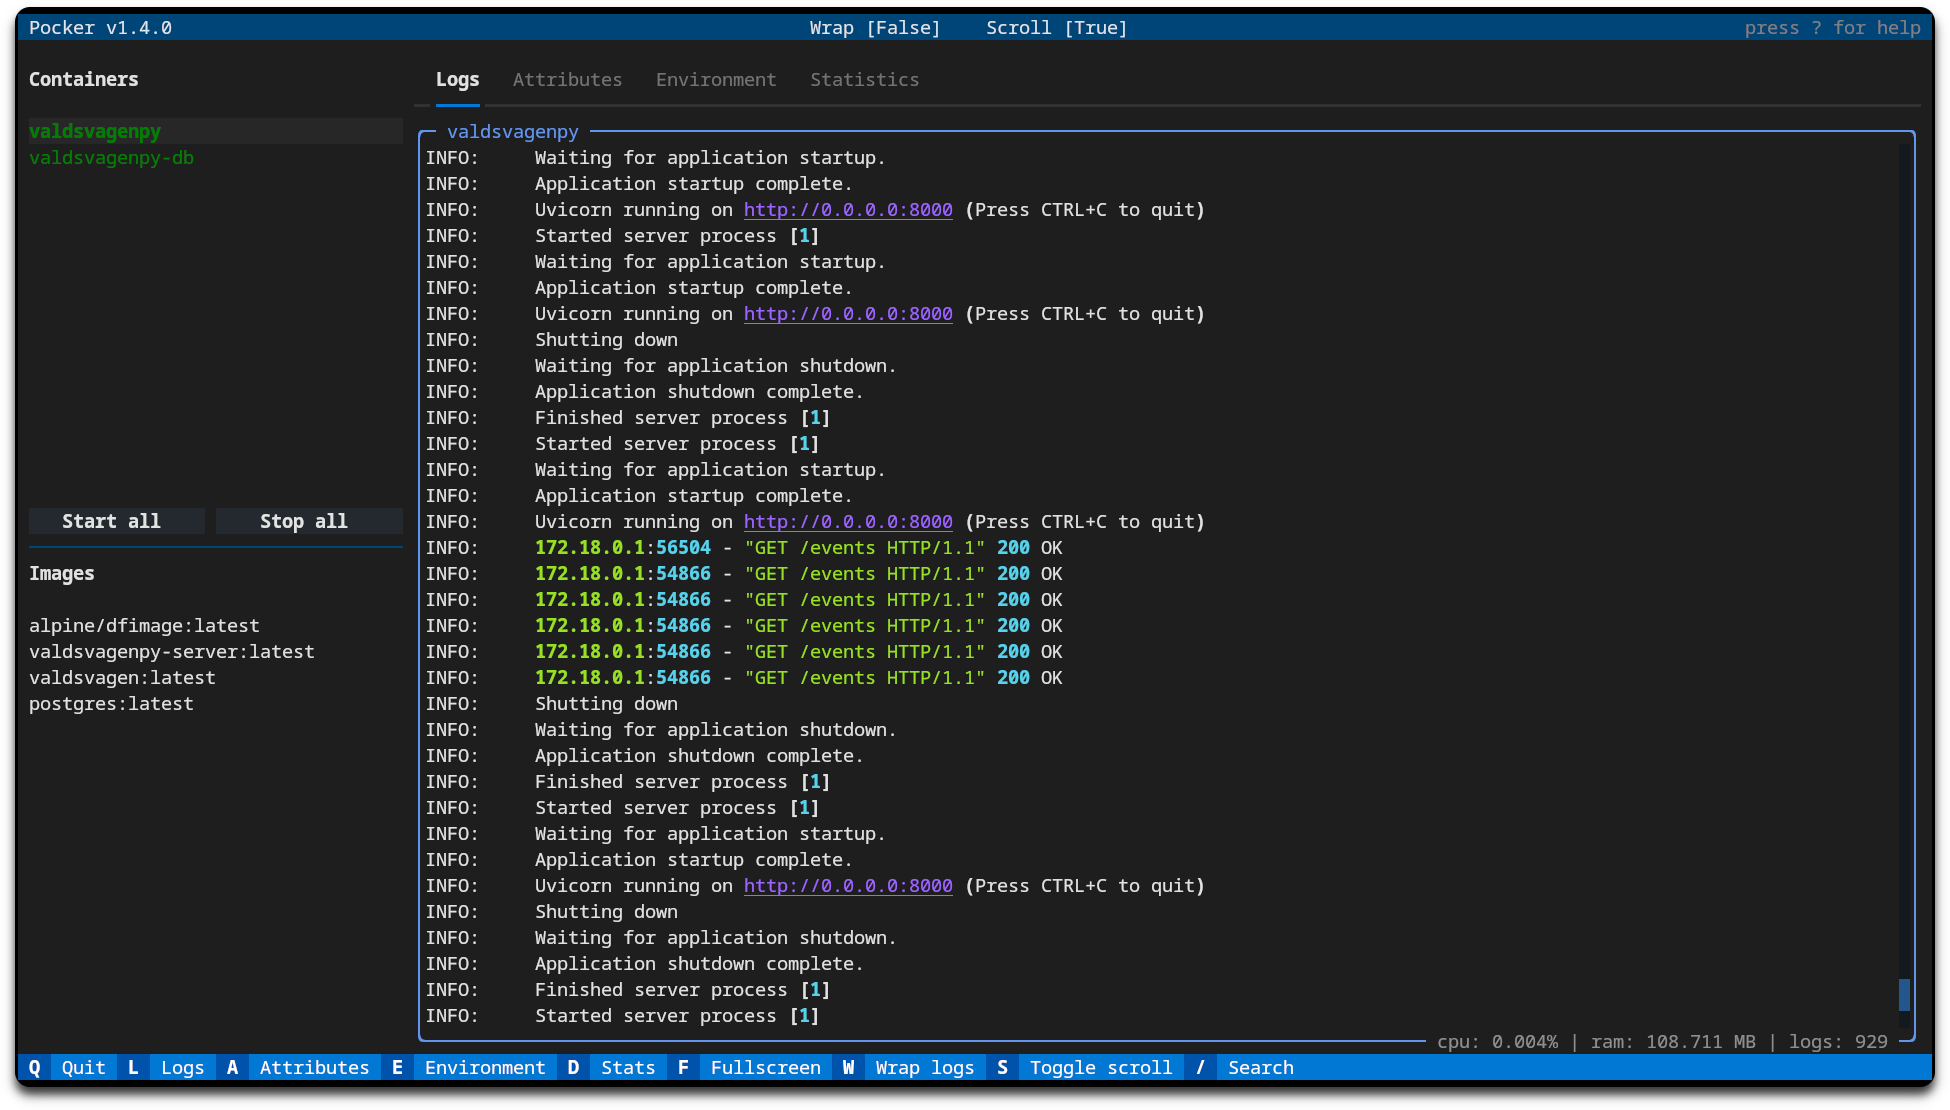 Pocker v1.4.0 Wrap [False] Scroll [True] press ? for help
Containers
valdsvagenpy
valdsvagenpy-db
Start all Stop all
Images
alpine/dfimage:latest
valdsvagenpy-server:latest
valdsvagen:latest
postgres:latest
Logs Attributes Environment Statistics
valdsvagenpy
INFO: Waiting for application startup.
INFO: Application startup complete.
INFO: Uvicorn running on http://0.0.0.0:8000 (Press CTRL+C to quit)
INFO: Started server process [1]
INFO: Waiting for application startup.
INFO: Application startup complete.
INFO: Uvicorn running on http://0.0.0.0:8000 (Press CTRL+C to quit)
INFO: Shutting down
INFO: Waiting for application shutdown.
INFO: Application shutdown complete.
INFO: Finished server process [1]
INFO: Started server process [1]
INFO: Waiting for application startup.
INFO: Application startup complete.
INFO: Uvicorn running on http://0.0.0.0:8000 (Press CTRL+C to quit)
INFO: 172.18.0.1:56504 - "GET /events HTTP/1.1" 200 OK
INFO: 172.18.0.1:54866 - "GET /events HTTP/1.1" 200 OK
INFO: 172.18.0.1:54866 - "GET /events HTTP/1.1" 200 OK
INFO: 172.18.0.1:54866 - "GET /events HTTP/1.1" 200 OK
INFO: 172.18.0.1:54866 - "GET /events HTTP/1.1" 200 OK
INFO: 172.18.0.1:54866 - "GET /events HTTP/1.1" 200 OK
INFO: Shutting down
INFO: Waiting for application shutdown.
INFO: Application shutdown complete.
INFO: Finished server process [1]
INFO: Started server process [1]
INFO: Waiting for application startup.
INFO: Application startup complete.
INFO: Uvicorn running on http://0.0.0.0:8000 (Press CTRL+C to quit)
INFO: Shutting down
INFO: Waiting for application shutdown.
INFO: Application shutdown complete.
INFO: Finished server process [1]
INFO: Started server process [1]
cpu: 0.004% | ram: 108.711 MB | logs: 929
Q Quit L Logs A Attributes E Environment D Stats F Fullscreen W Wrap logs S Toggle scroll / Search